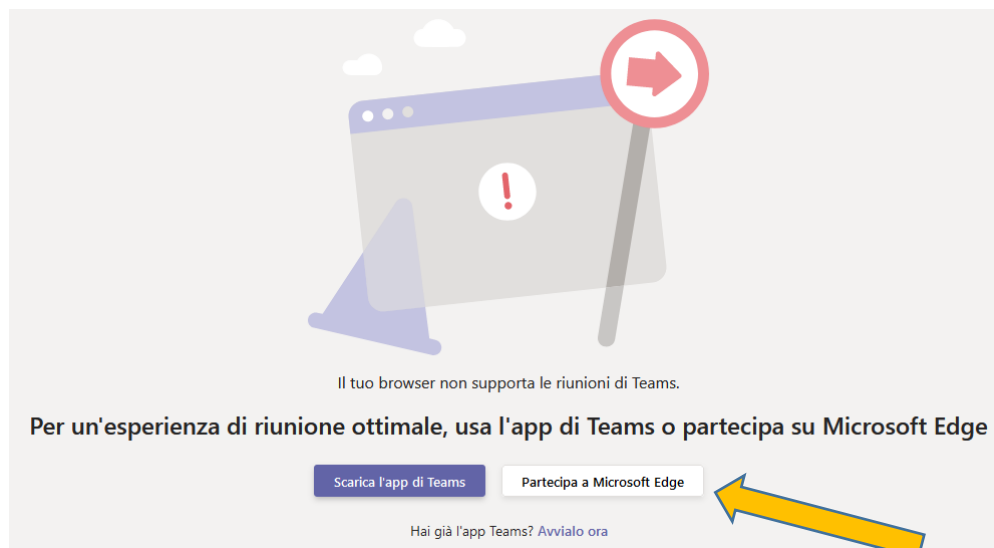 Il tuo browser non supporta le riunioni di Teams.
Per un'esperienza di riunione ottimale, usa l'app di Teams o partecipa su Microsoft Edge
Scarica l'app di Teams
Partecipa a Microsoft Edge
Hai già l'app Teams? Avvialo ora